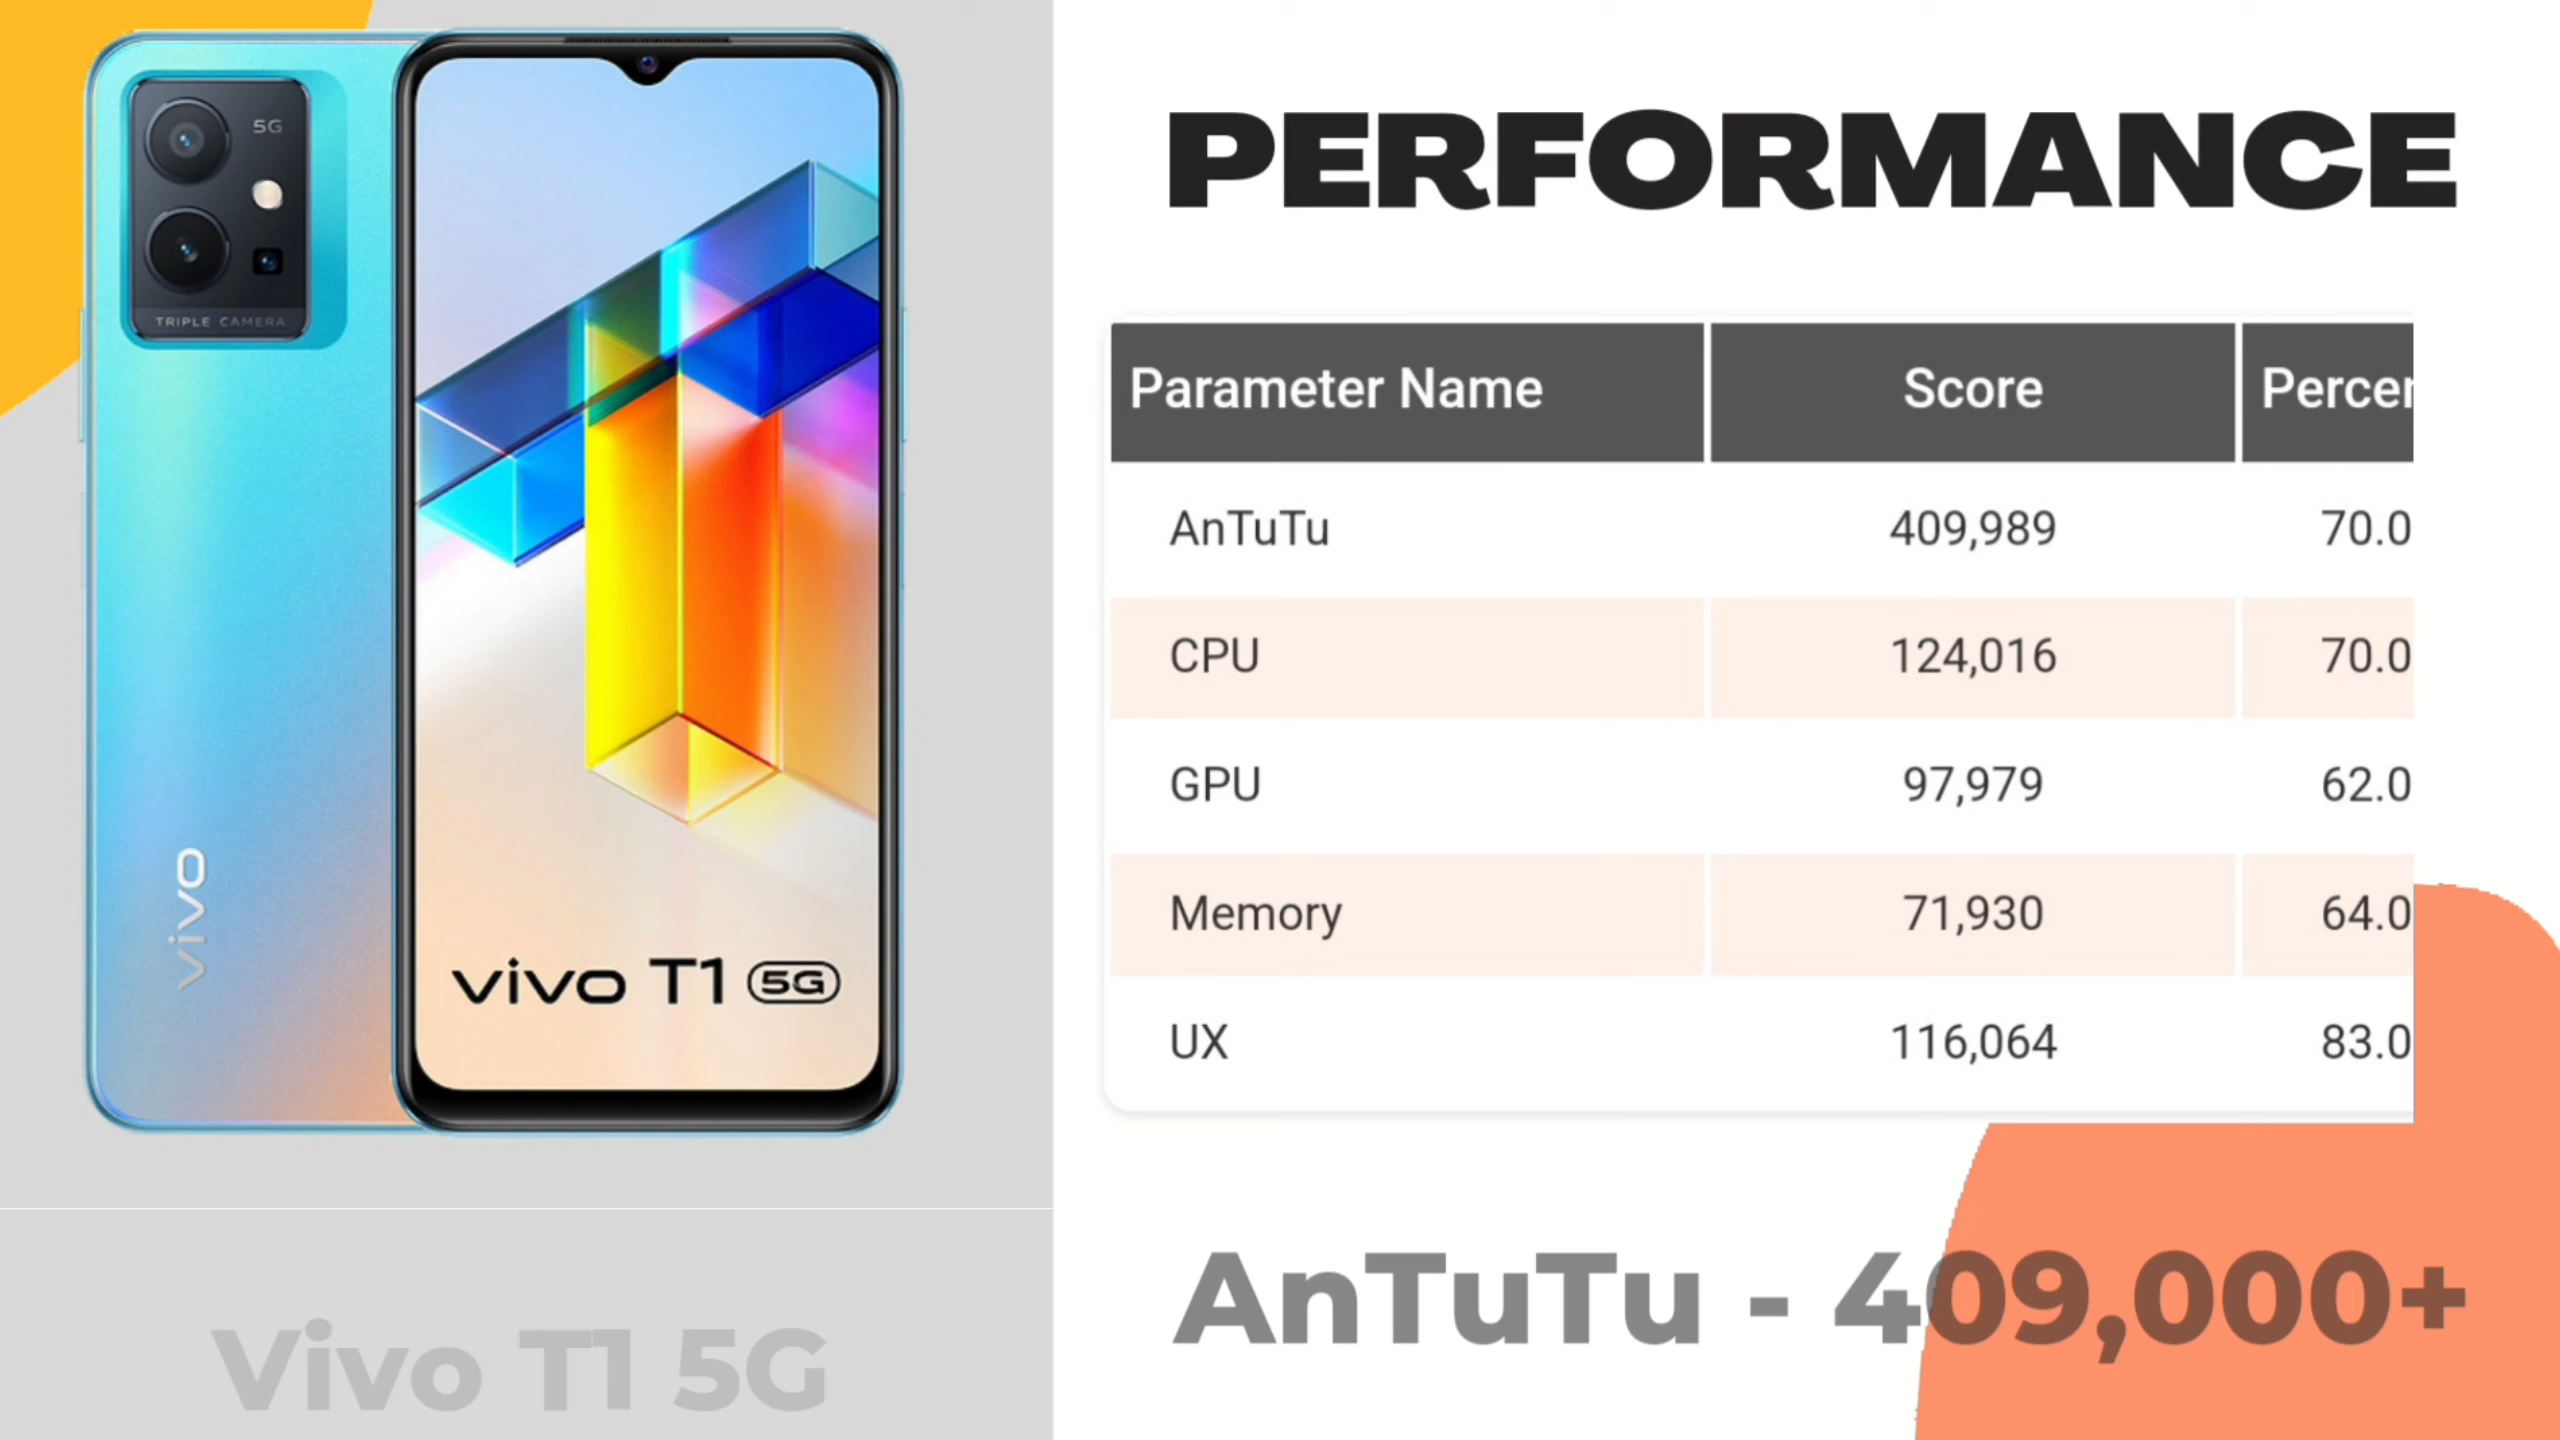 5G
TRIPLE CAMERA
vivo
vivo T1 5G
Vivo T1 5G
PERFORMANCE
Parameter Name Score Percen
AnTuTu 409,989 70.0
CPU 124,016 70.0
GPU 97,979 62.0
Memory 71,930 64.0
UX 116,064 83.0
AnTuTu - 409,000+